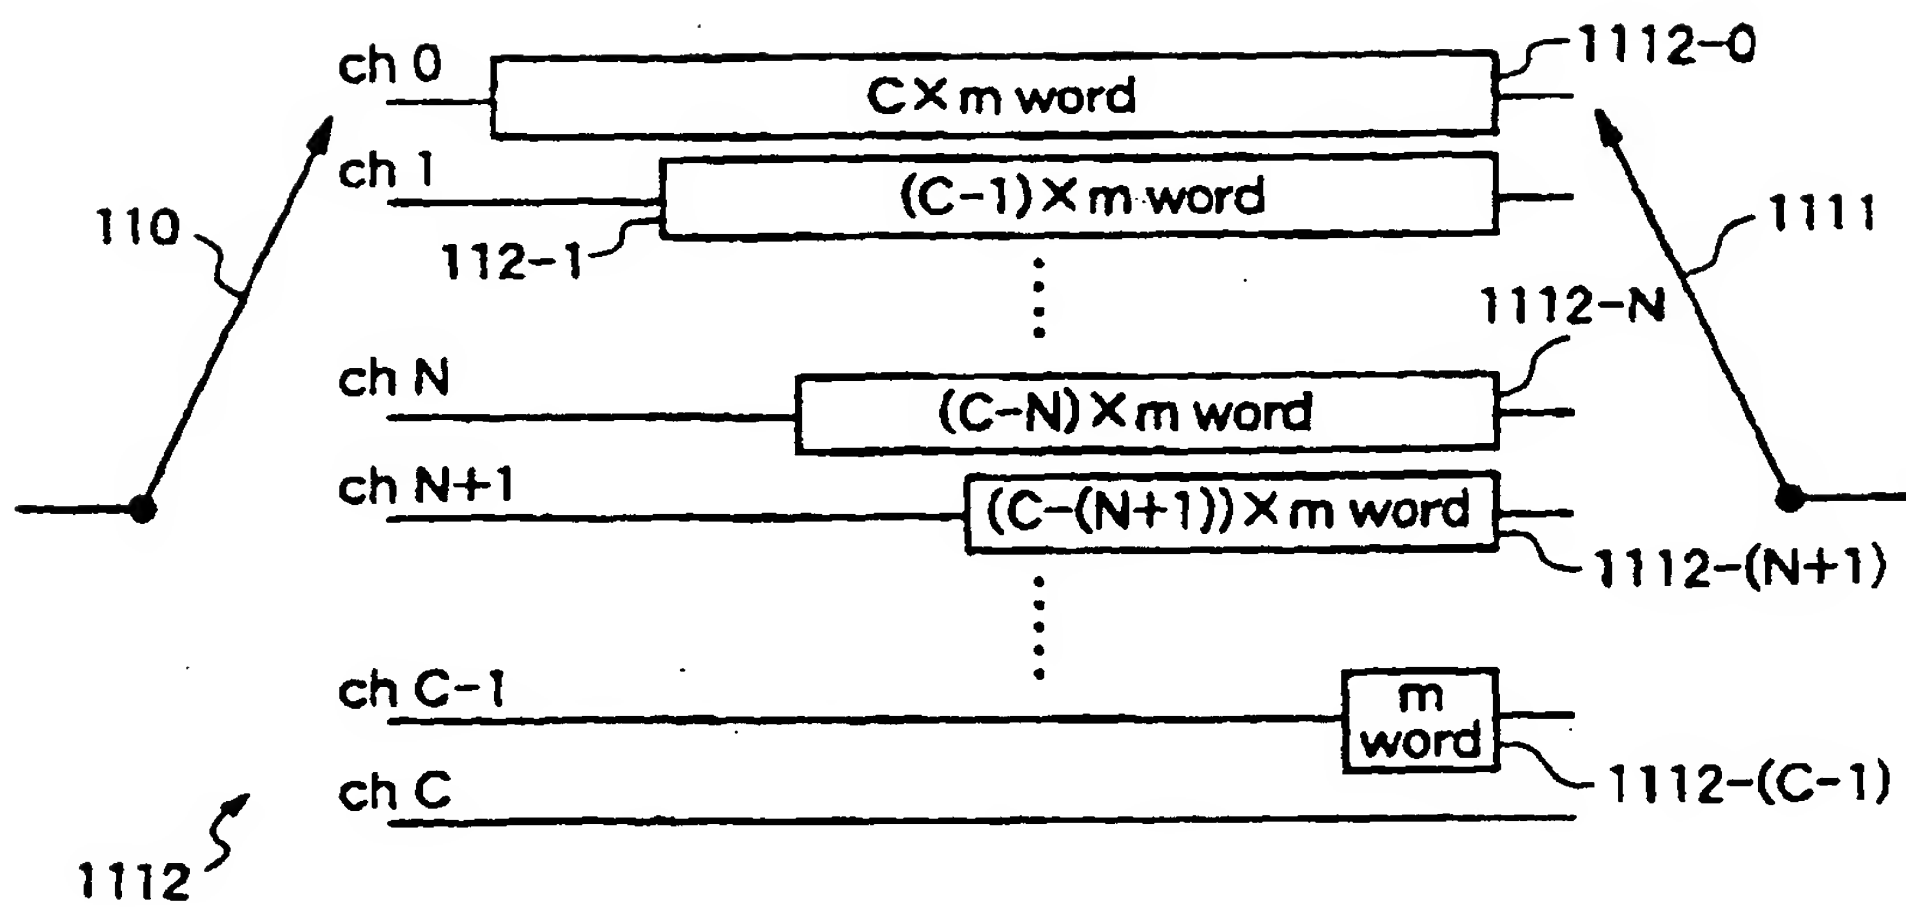 ch 0
C×m word
1112-0
ch 1
(C-1)×m word
110
112-1
1111
1112-N
ch N
(C-N)×m word
ch N+1
(C-(N+1))×m word
1112-(N+1)
ch C-1
m
word
1112-(C-1)
ch C
1112